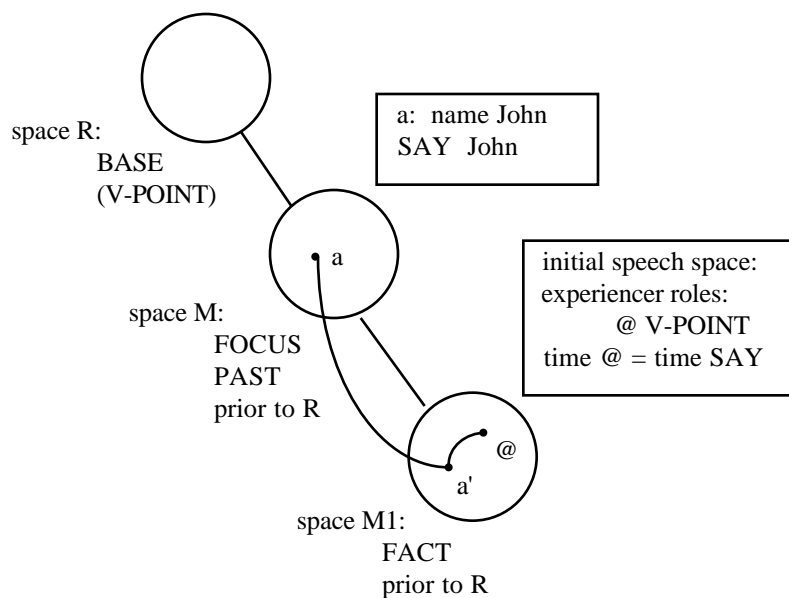 space R:
BASE
(V-POINT)
a: name John
SAY John
a
space M:
FOCUS
PAST
prior to R
initial speech space:
experiencer roles:
@ V-POINT
time @ = time SAY
@
a'
space M1:
FACT
prior to R